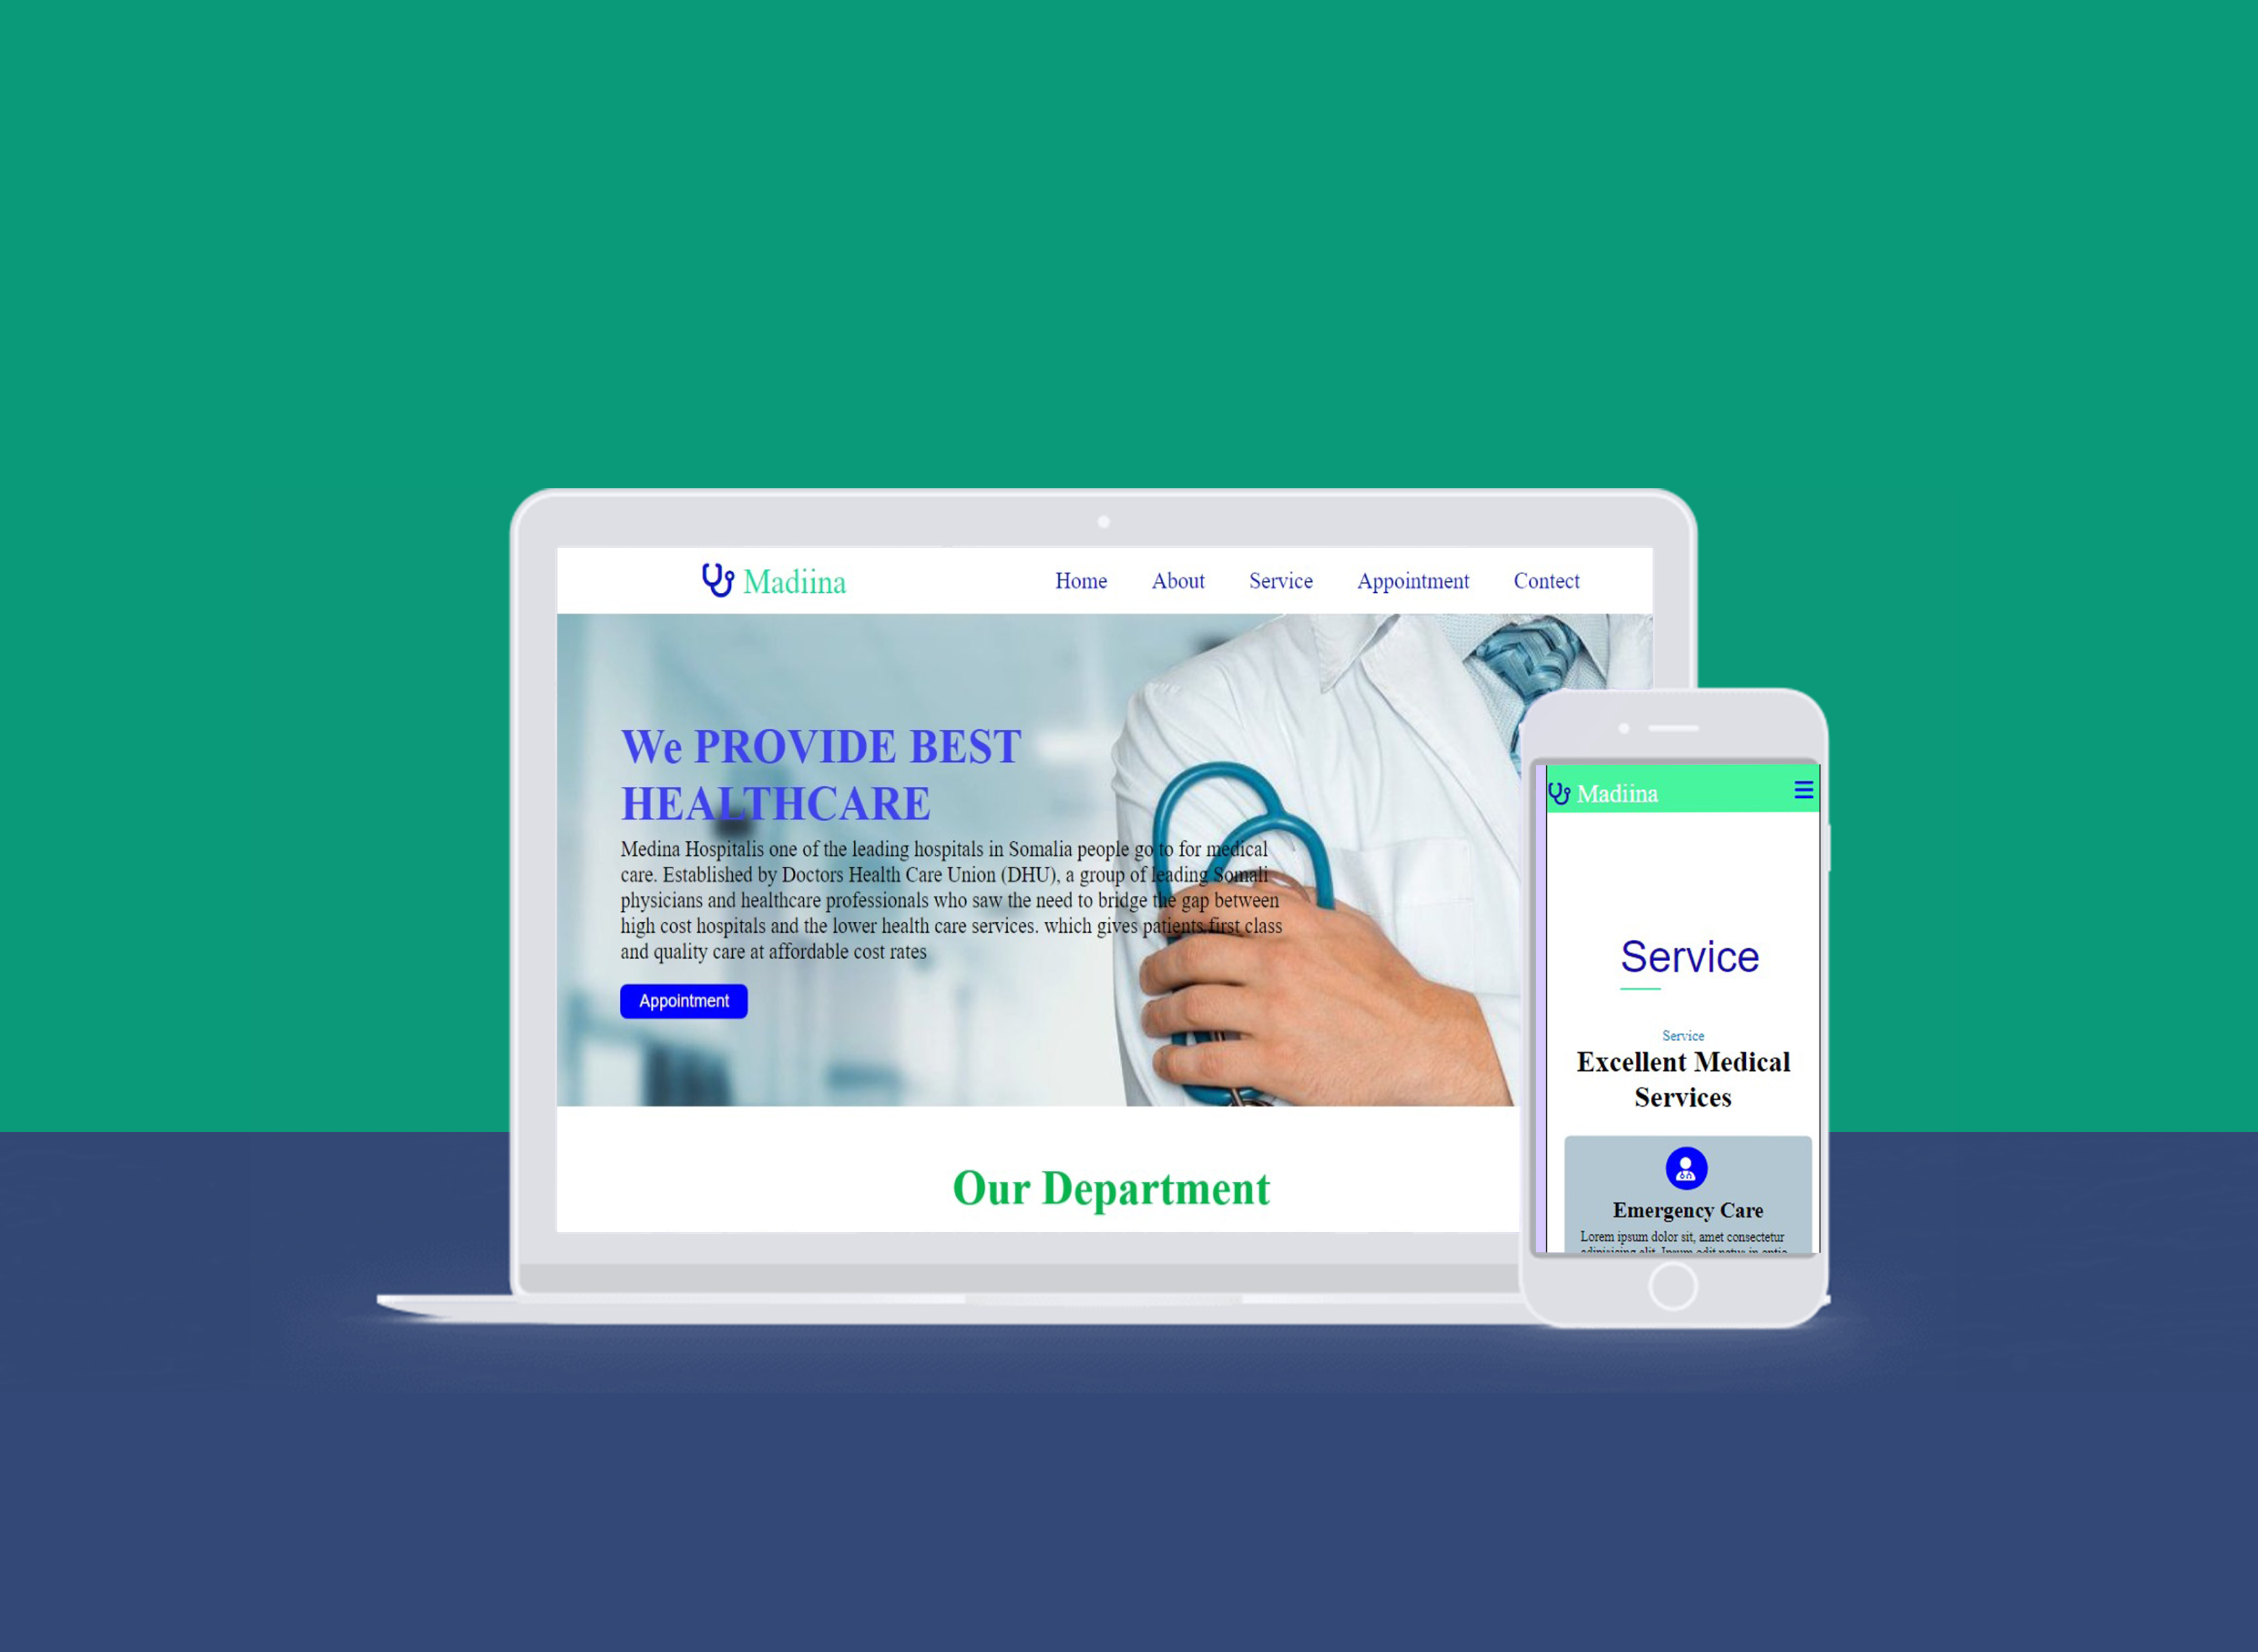 Madiina
Home About Service Appointment Contect
We PROVIDE BEST
HEALTHCARE
Medina Hospitalis one of the leading hospitals in Somalia people go to for medical
care. Established by Doctors Health Care Union (DHU), a group of leading Somali
physicians and healthcare professionals who saw the need to bridge the gap between
high cost hospitals and the lower health care services. which gives patients first class
and quality care at affordable cost rates
Appointment
Our Department
Madiina
Service
Service
Excellent Medical
Services
Emergency Care
Lorem ipsum dolor sit, amet consectetur